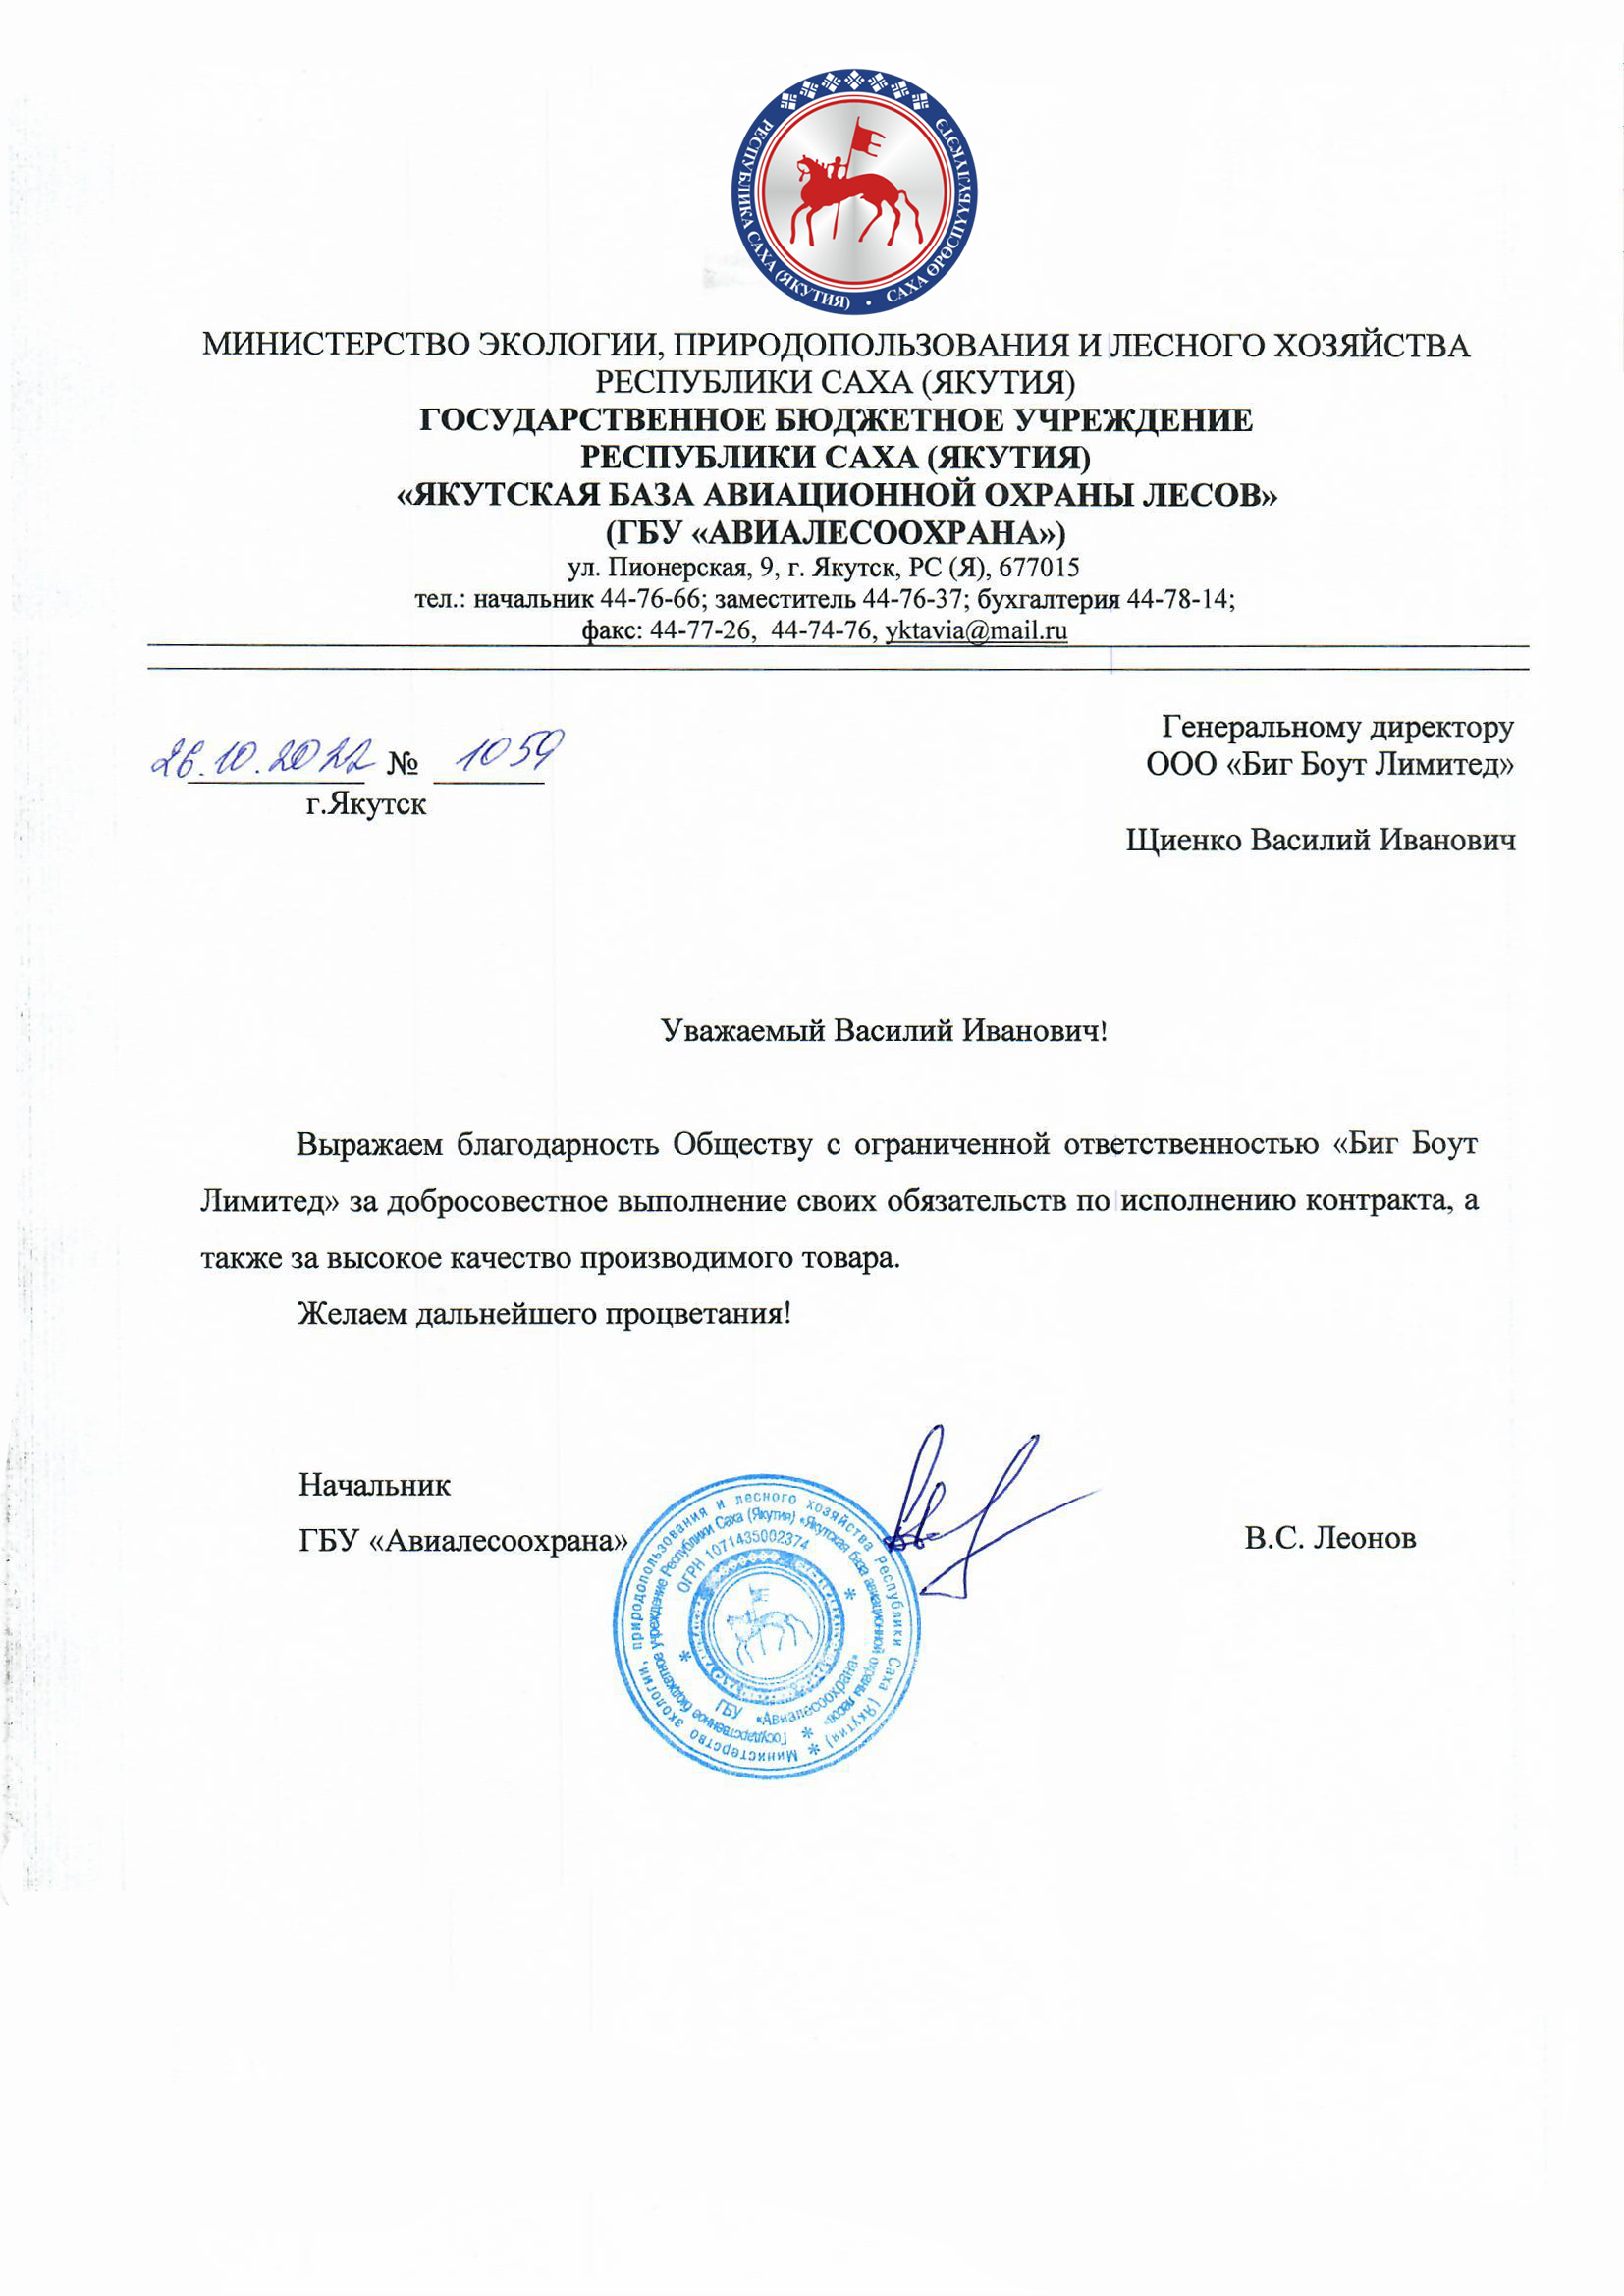 РЕСПУБЛИКА САХА (ЯКУТИЯ) • САХА ӨРӨСПҮҮБҮЛҮКЭТЭ
МИНИСТЕРСТВО ЭКОЛОГИИ, ПРИРОДОПОЛЬЗОВАНИЯ И ЛЕСНОГО ХОЗЯЙСТВА
РЕСПУБЛИКИ САХА (ЯКУТИЯ)
ГОСУДАРСТВЕННОЕ БЮДЖЕТНОЕ УЧРЕЖДЕНИЕ
РЕСПУБЛИКИ САХА (ЯКУТИЯ)
«ЯКУТСКАЯ БАЗА АВИАЦИОННОЙ ОХРАНЫ ЛЕСОВ»
(ГБУ «АВИАЛЕСООХРАНА»)
ул. Пионерская, 9, г. Якутск, РС (Я), 677015
тел.: начальник 44-76-66; заместитель 44-76-37; бухгалтерия 44-78-14;
факс: 44-77-26, 44-74-76, yktavia@mail.ru
26.10.2022 № 1059
г.Якутск
Генеральному директору
ООО «Биг Боут Лимитед»
Щиенко Василий Иванович
Уважаемый Василий Иванович!
Выражаем благодарность Обществу с ограниченной ответственностью «Биг Боут
Лимитед» за добросовестное выполнение своих обязательств по исполнению контракта, а
также за высокое качество производимого товара.
Желаем дальнейшего процветания!
Начальник
ГБУ «Авиалесоохрана»
В.С. Леонов
Министерство экологии, природопользования и лесного хозяйства Республики Саха (Якутия)
Государственное бюджетное учреждение Республики Саха (Якутия) «Якутская база авиационной охраны лесов»
ОГРН 1071435002374
ГБУ «Авиалесоохрана»